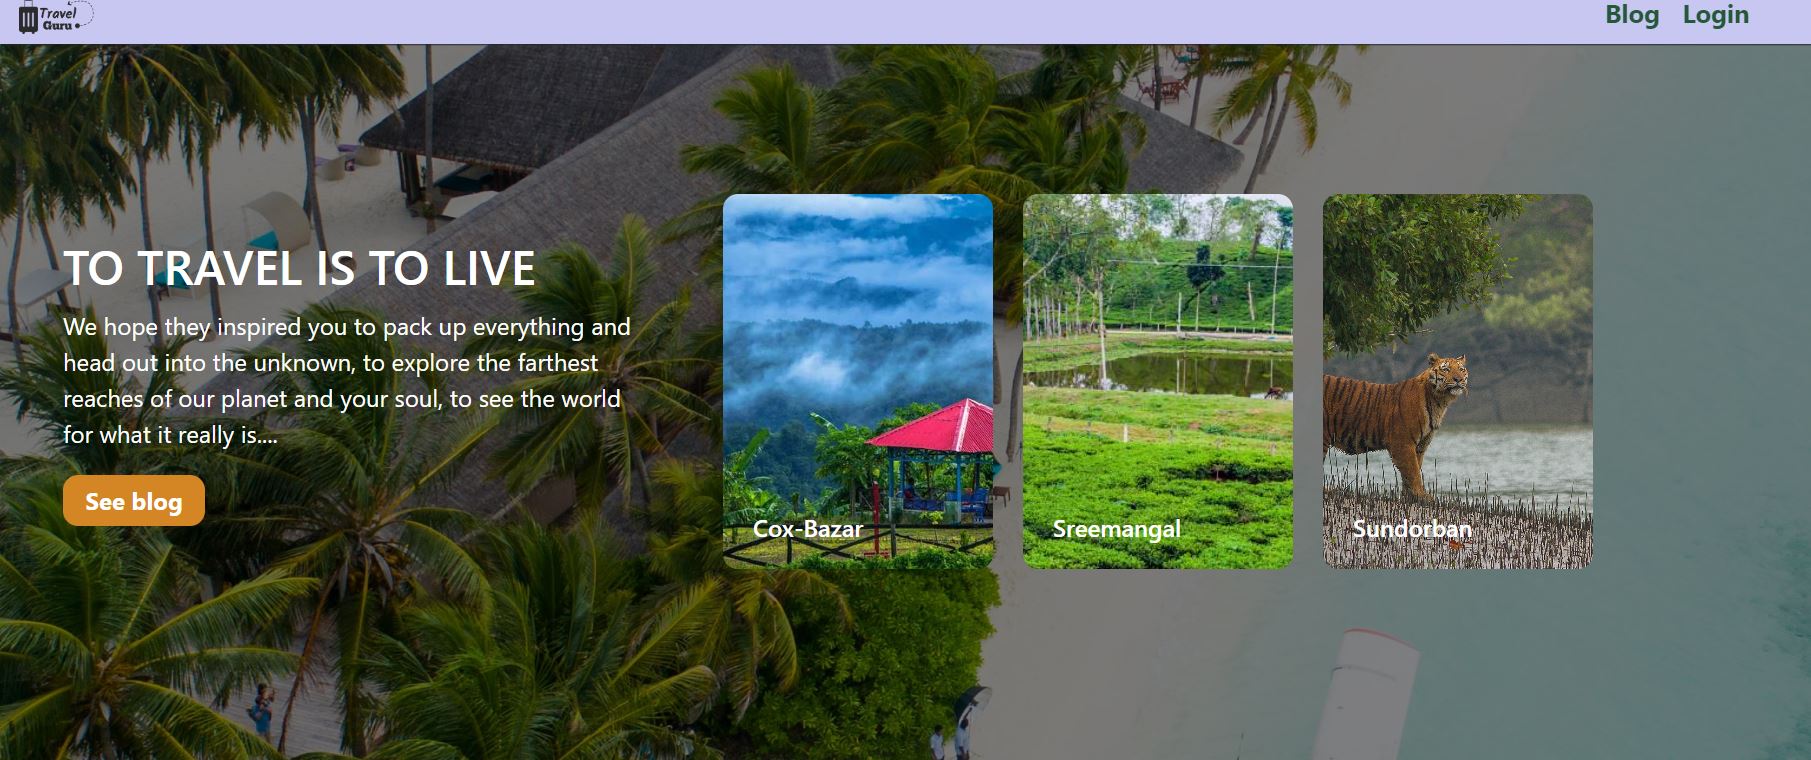 Travel
Guru
Blog Login
TO TRAVEL IS TO LIVE
We hope they inspired you to pack up everything and
head out into the unknown, to explore the farthest
reaches of our planet and your soul, to see the world
for what it really is....
See blog
Cox-Bazar
Sreemangal
Sundorban